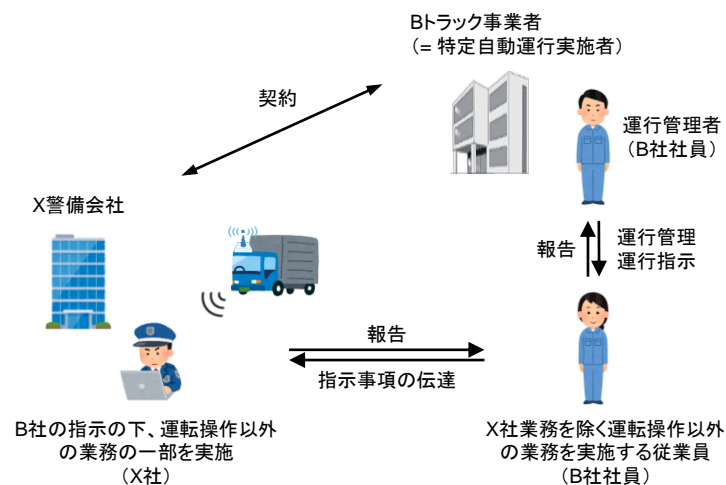 Bトラック事業者
（= 特定自動運行実施者）
契約
運行管理者
（B社社員）
X警備会社
報告
運行管理
運行指示
報告
指示事項の伝達
B社の指示の下、運転操作以外
の業務の一部を実施
（X社）
X社業務を除く運転操作以外
の業務を実施する従業員
（B社社員）